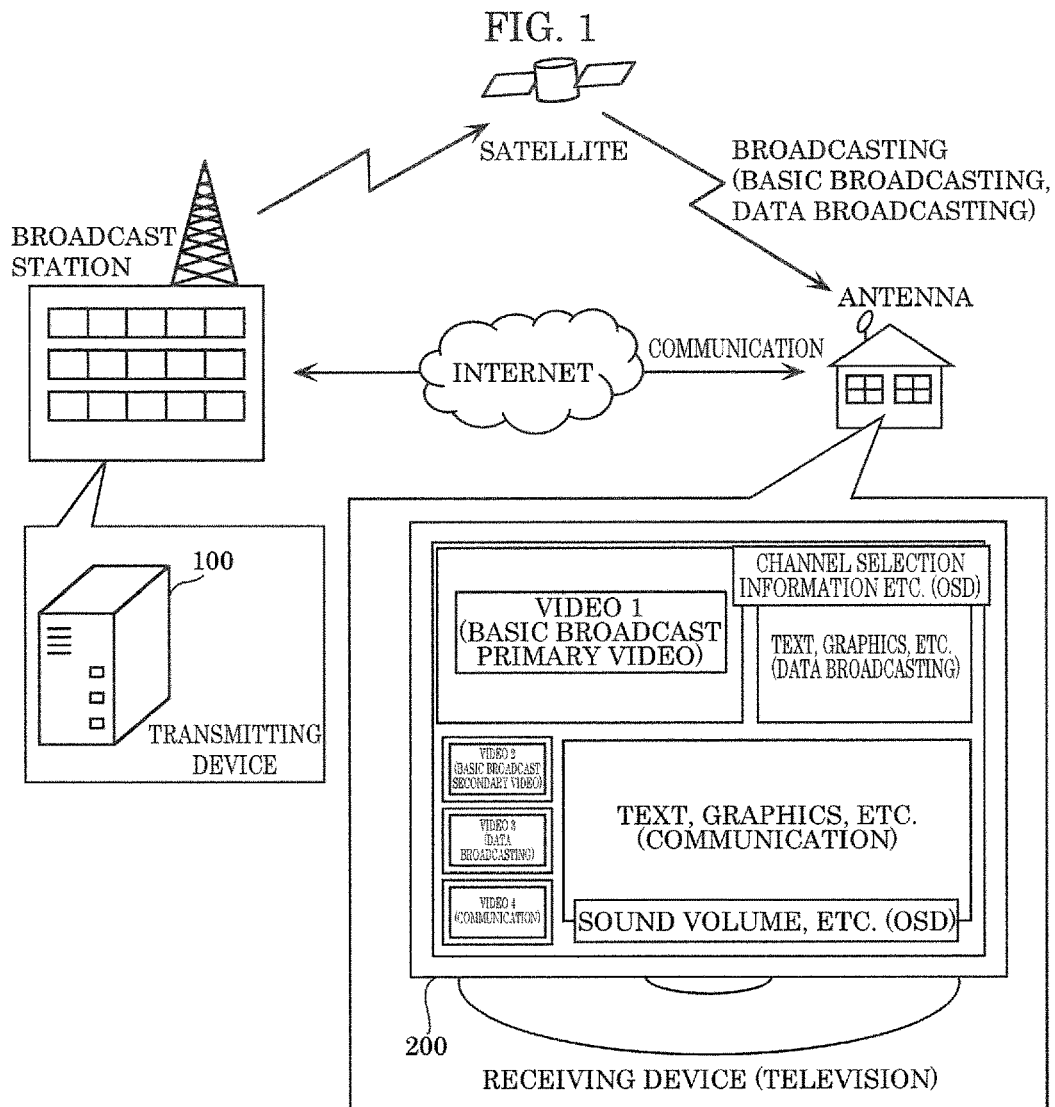 FIG. 1
SATELLITE
BROADCASTING
(BASIC BROADCASTING,
DATA BROADCASTING)
BROADCAST
STATION
ANTENNA
INTERNET
COMMUNICATION
100
TRANSMITTING
DEVICE
CHANNEL SELECTION
INFORMATION ETC. (OSD)
VIDEO 1
(BASIC BROADCAST
PRIMARY VIDEO)
TEXT, GRAPHICS, ETC.
(DATA BROADCASTING)
VIDEO 2
(BASIC BROADCAST
SECONDARY VIDEO)
VIDEO 3
(DATA
BROADCASTING)
VIDEO 4
(COMMUNICATION)
TEXT, GRAPHICS, ETC.
(COMMUNICATION)
SOUND VOLUME, ETC. (OSD)
200
RECEIVING DEVICE (TELEVISION)